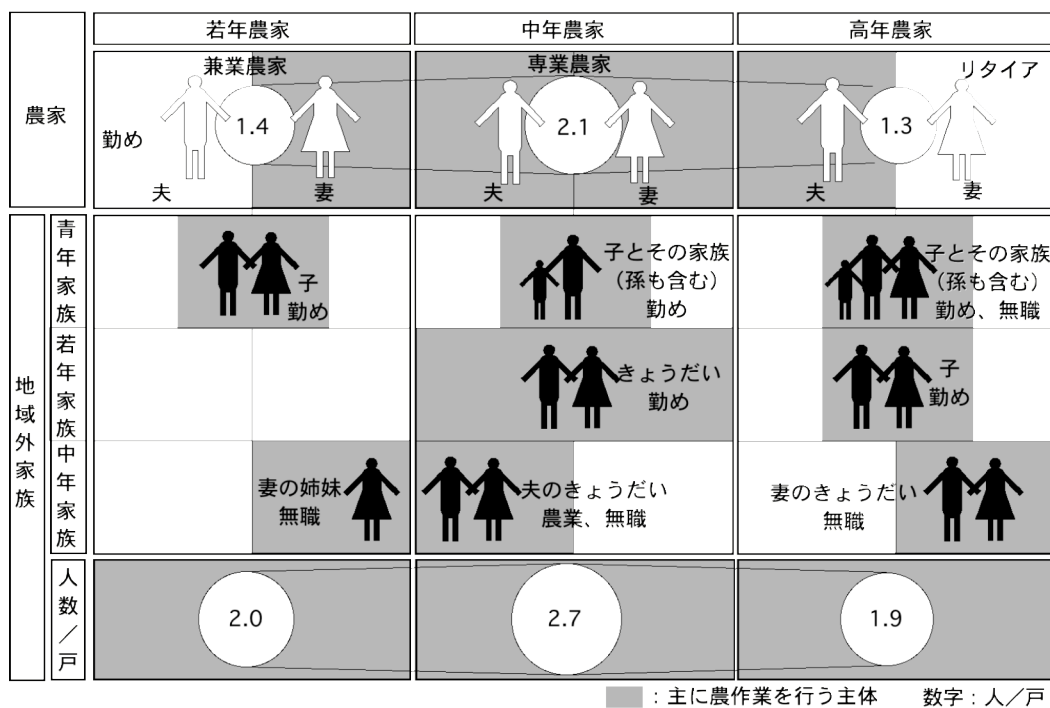 若年農家
中年農家
高年農家
農家
兼業農家
勤め
1.4
夫
妻
専業農家
2.1
夫
妻
リタイア
1.3
夫
妻
地域外家族
青年家族
子
勤め
子とその家族
（孫も含む）
勤め
子とその家族
（孫も含む）
勤め、無職
若年家族
きょうだい
勤め
子
勤め
中年家族
妻の姉妹
無職
夫のきょうだい
農業、無職
妻のきょうだい
無職
人数／戸
2.0
2.7
1.9
：主に農作業を行う主体
数字：人／戸